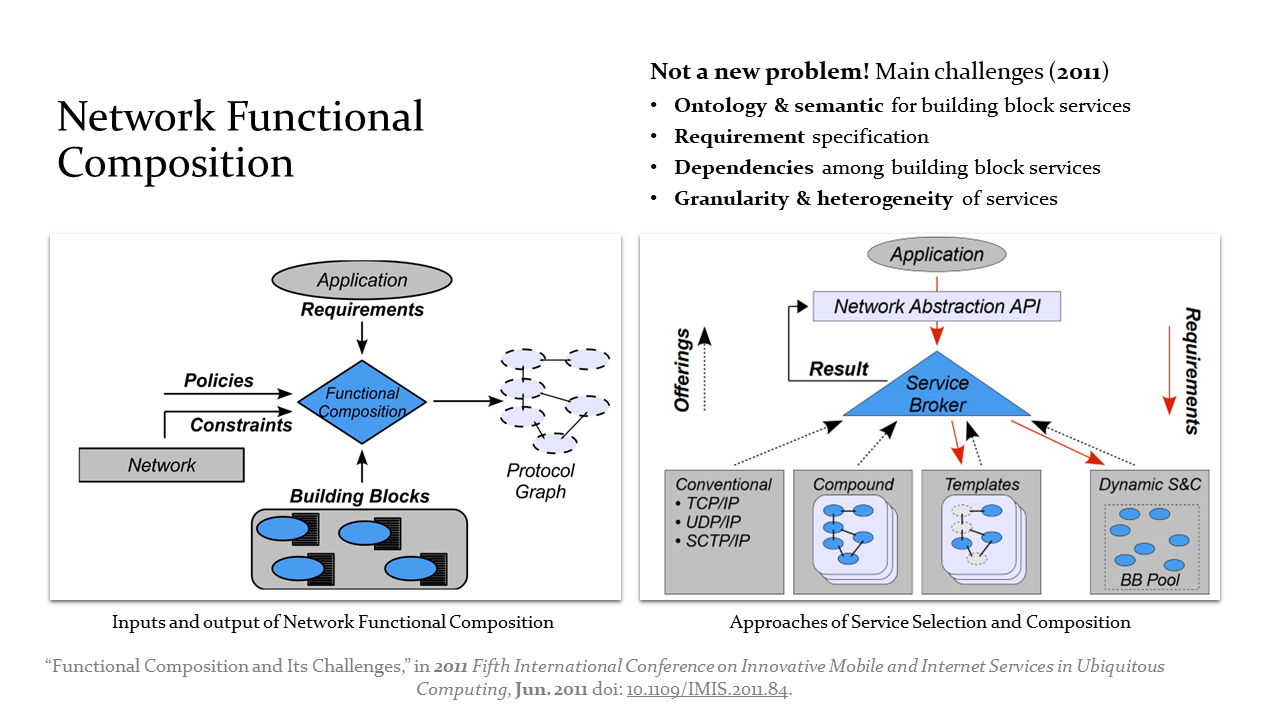 Network Functional
Composition
Not a new problem! Main challenges (2011)
• Ontology & semantic for building block services
• Requirement specification
• Dependencies among building block services
• Granularity & heterogeneity of services
Application
Requirements
Policies
Constraints
Network
Functional
Composition
Protocol
Graph
Building Blocks
Inputs and output of Network Functional Composition
Application
Network Abstraction API
Offerings
Result
Service
Broker
Requirements
Conventional
• TCP/IP
• UDP/IP
• SCTP/IP
Compound
Templates
Dynamic S&C
BB Pool
Approaches of Service Selection and Composition
“Functional Composition and Its Challenges,” in 2011 Fifth International Conference on Innovative Mobile and Internet Services in Ubiquitous
Computing, Jun. 2011 doi: 10.1109/IMIS.2011.84.